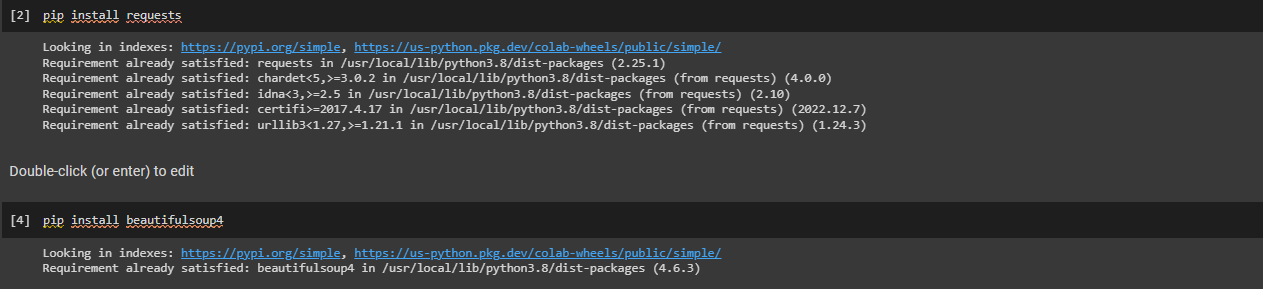 [2] pip install requests
Looking in indexes: https://pypi.org/simple, https://us-python.pkg.dev/colab-wheels/public/simple/
Requirement already satisfied: requests in /usr/local/lib/python3.8/dist-packages (2.25.1)
Requirement already satisfied: chardet<5,>=3.0.2 in /usr/local/lib/python3.8/dist-packages (from requests) (4.0.0)
Requirement already satisfied: idna<3,>=2.5 in /usr/local/lib/python3.8/dist-packages (from requests) (2.10)
Requirement already satisfied: certifi>=2017.4.17 in /usr/local/lib/python3.8/dist-packages (from requests) (2022.12.7)
Requirement already satisfied: urllib3<1.27,>=1.21.1 in /usr/local/lib/python3.8/dist-packages (from requests) (1.24.3)
Double-click (or enter) to edit
[4] pip install beautifulsoup4
Looking in indexes: https://pypi.org/simple, https://us-python.pkg.dev/colab-wheels/public/simple/
Requirement already satisfied: beautifulsoup4 in /usr/local/lib/python3.8/dist-packages (4.6.3)